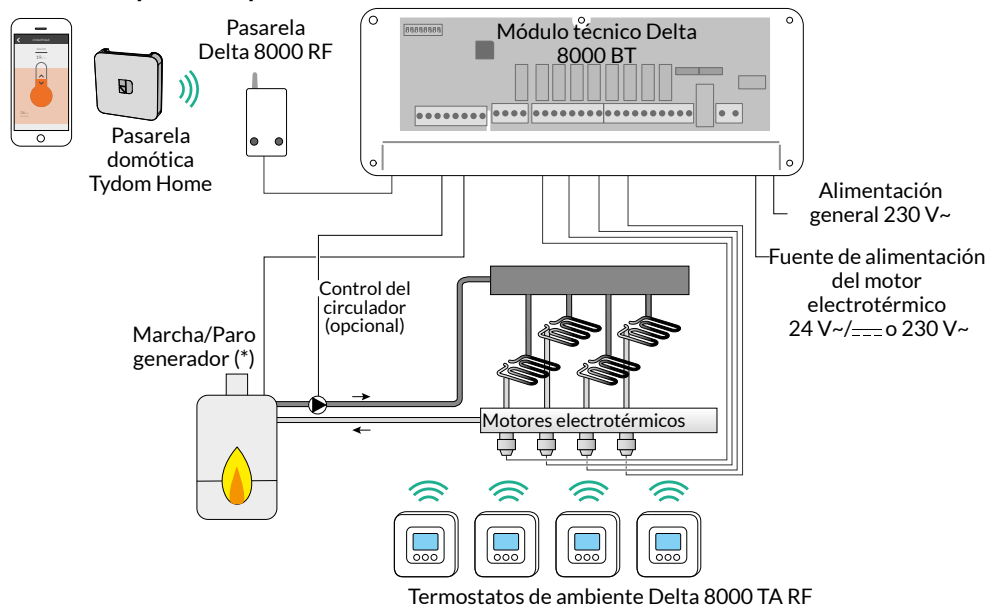 Pasarela
Delta 8000 RF
Módulo técnico Delta
8000 BT
Pasarela
domótica
Tydom Home
Alimentación
general 230 V~
Fuente de alimentación
del motor
electrotérmico
24 V~/⎓ o 230 V~
Control del
circulador
(opcional)
Marcha/Paro
generador (*)
Motores electrotérmicos
Termostatos de ambiente Delta 8000 TA RF